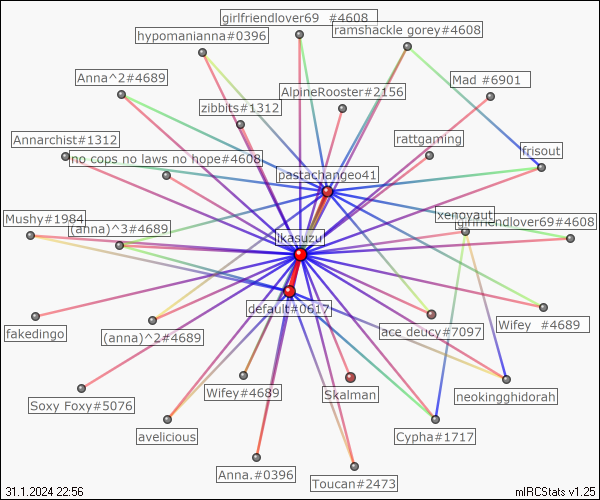 girlfriendlover69 #4608
hypomanianna#0396
ramshackle gorey#4608
Anna^2#4689
AlpineRooster#2156
Mad #6901
zibbits#1312
Annarchist#1312
rattgaming
frisout
no cops no laws no hope#4608
pastachangeo41
Mushy#1984
xenoyaut
girlfriendlover69#4608
(anna)^3#4689
ikasuzu
default#0617
fakedingo
(anna)^2#4689
ace deucy#7097
Wifey #4689
Wifey#4689
Skalman
neokingghidorah
Soxy Foxy#5076
avelicious
Cypha#1717
Anna.#0396
Toucan#2473
31.1.2024 22:56
mIRCStats v1.25